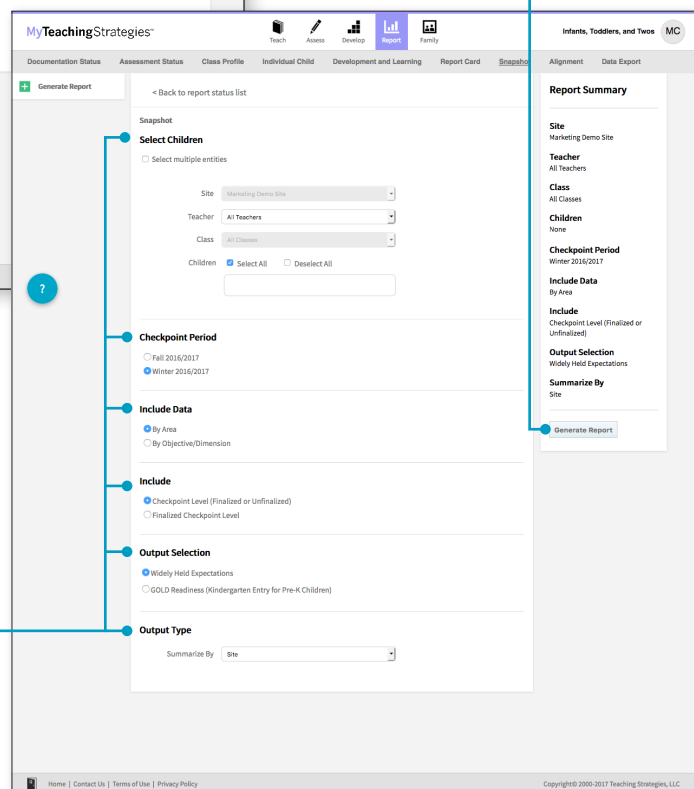 MyTeachingStrategies℠
Teach Assess Develop Report Family
Infants, Toddlers, and Twos MC
Documentation Status Assessment Status Class Profile Individual Child Development and Learning Report Card Snapshot Alignment Data Export
+ Generate Report
< Back to report status list
Snapshot
Select Children
Select multiple entities
Site Marketing Demo Site
Teacher All Teachers
Class All Classes
Children Select All Deselect All
?
Checkpoint Period
Fall 2016/2017
Winter 2016/2017
Include Data
By Area
By Objective/Dimension
Include
Checkpoint Level (Finalized or Unfinalized)
Finalized Checkpoint Level
Output Selection
Widely Held Expectations
GOLD Readiness (Kindergarten Entry for Pre-K Children)
Output Type
Summarize By Site
Report Summary
Site
Marketing Demo Site
Teacher
All Teachers
Class
All Classes
Children
None
Checkpoint Period
Winter 2016/2017
Include Data
By Area
Include
Checkpoint Level (Finalized or
Unfinalized)
Output Selection
Widely Held Expectations
Summarize By
Site
Generate Report
Home | Contact Us | Terms of Use | Privacy Policy
Copyright© 2000-2017 Teaching Strategies, LLC